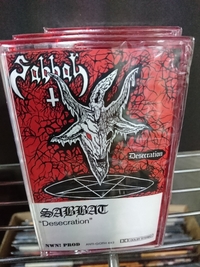 Sabbat
Desecration
SABBAT
"Desecration"
NWN! PROD